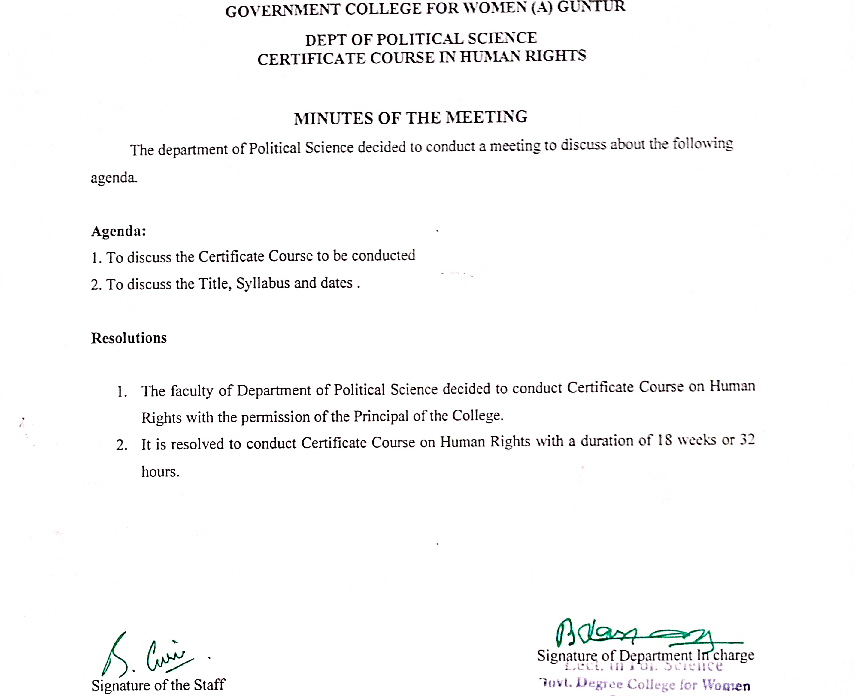 GOVERNMENT COLLEGE FOR WOMEN (A) GUNTUR
DEPT OF POLITICAL SCIENCE
CERTIFICATE COURSE IN HUMAN RIGHTS
MINUTES OF THE MEETING
The department of Political Science decided to conduct a meeting to discuss about the following
agenda.
Agenda:
1. To discuss the Certificate Course to be conducted
2. To discuss the Title, Syllabus and dates .
Resolutions
1. The faculty of Department of Political Science decided to conduct Certificate Course on Human
Rights with the permission of the Principal of the College.
2. It is resolved to conduct Certificate Course on Human Rights with a duration of 18 weeks or 32
hours.
Signature of the Staff
Signature of Department In charge
Lect. in Pol. Science
Govt. Degree College for Women